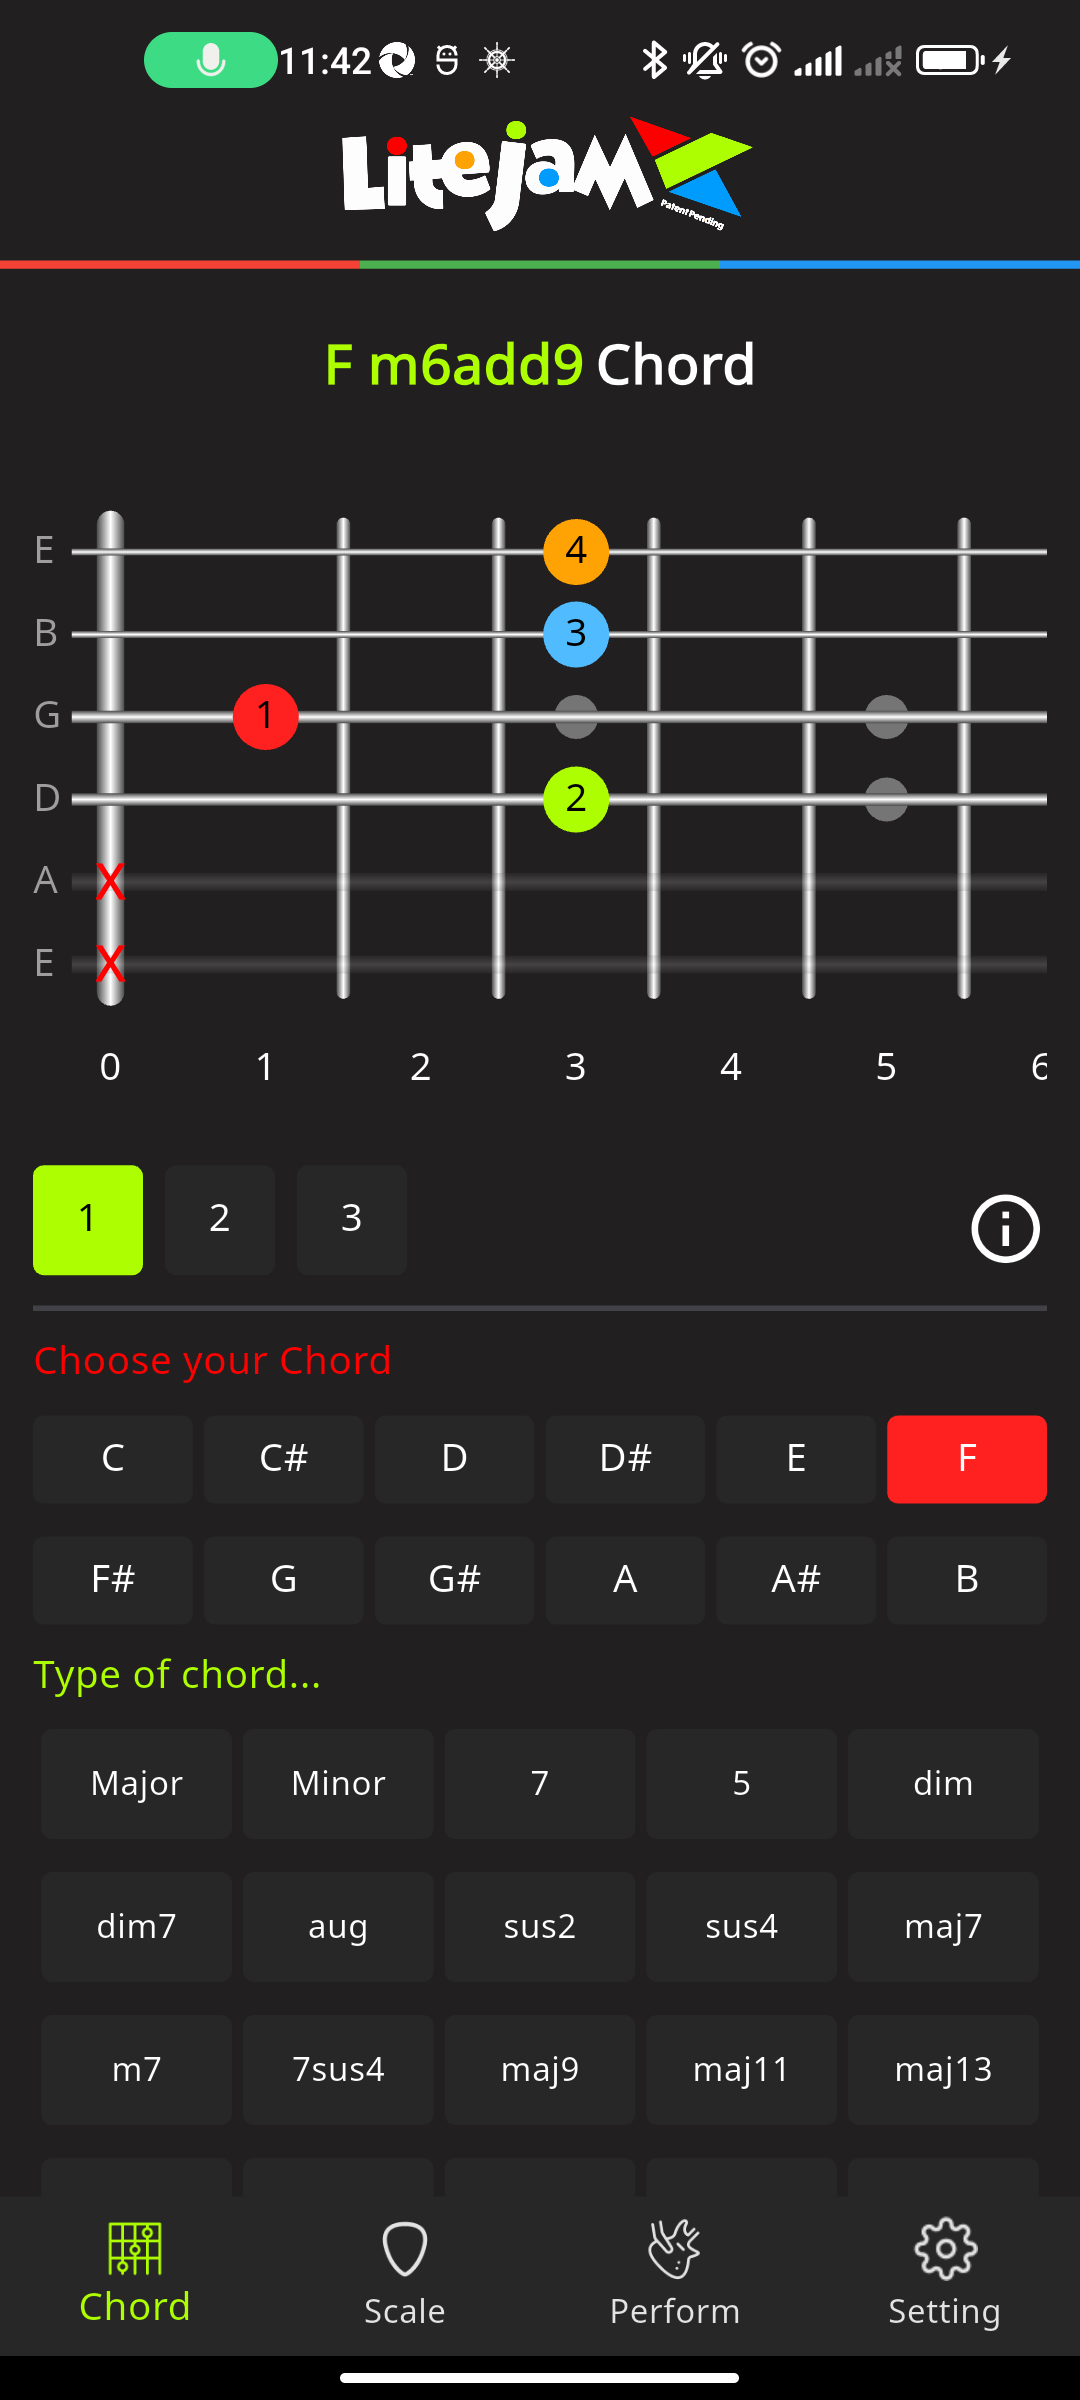 11:42
LitejaM
Patent Pending
F m6add9 Chord
E 4
B 3
G 1
D 2
A X
E X
0 1 2 3 4 5 6
1 2 3
Choose your Chord
C C# D D# E F
F# G G# A A# B
Type of chord...
Major Minor 7 5 dim
dim7 aug sus2 sus4 maj7
m7 7sus4 maj9 maj11 maj13
Chord Scale Perform Setting